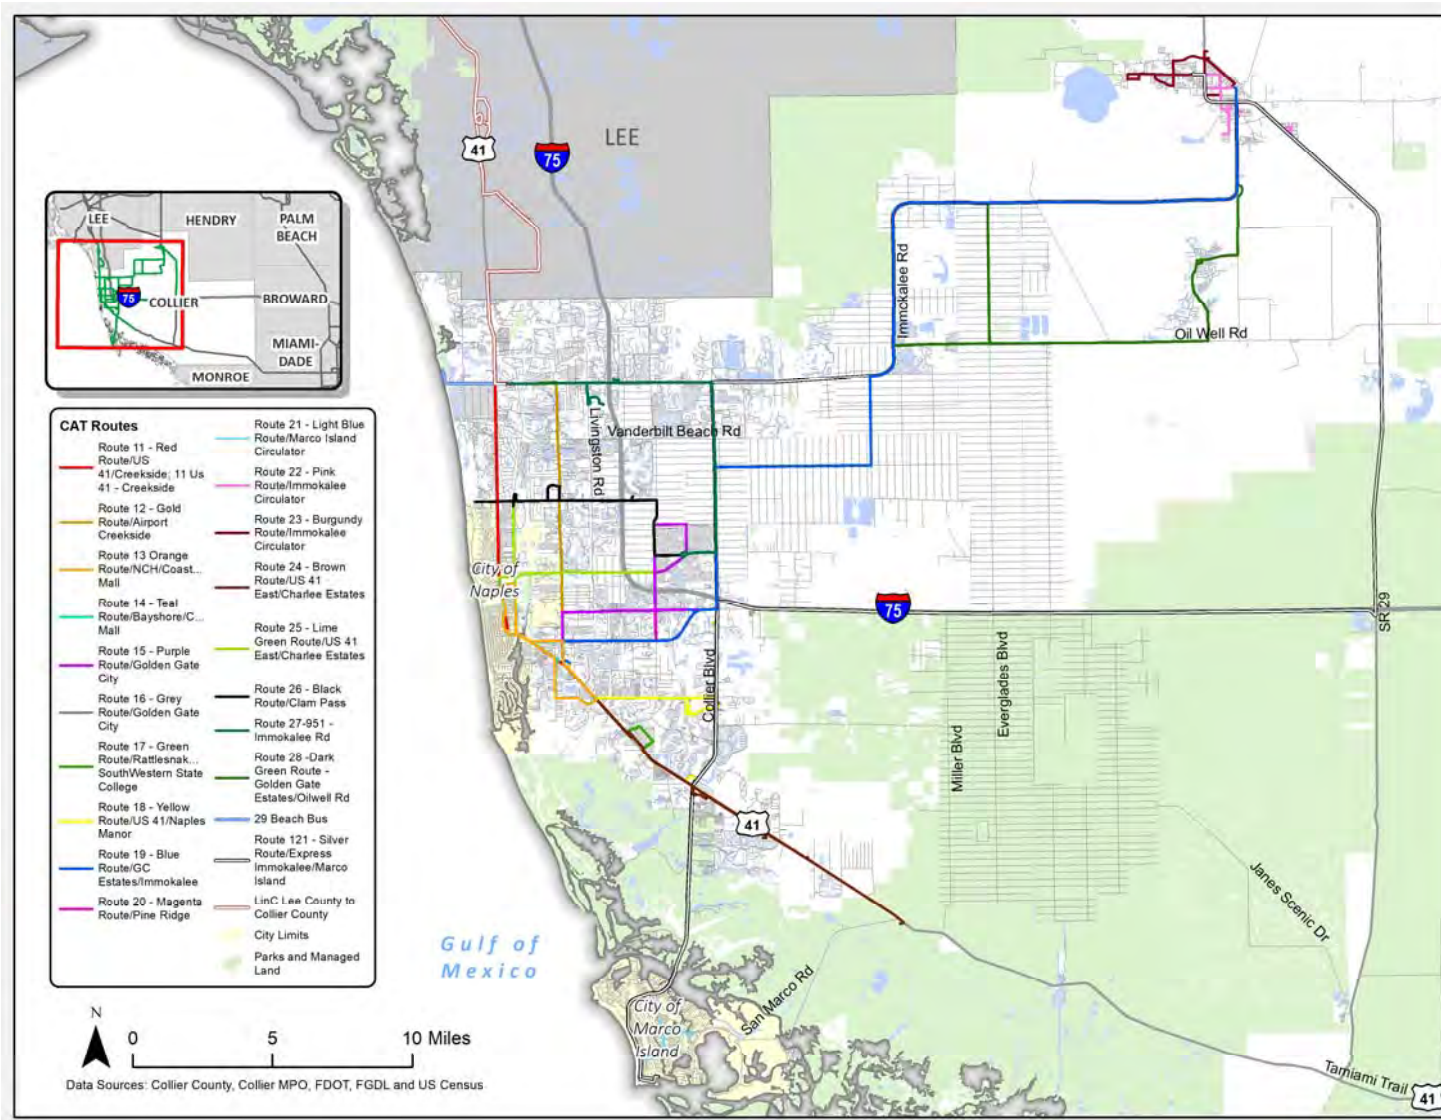 41
75
LEE
LEE
HENDRY
PALM
BEACH
75
COLLIER
BROWARD
MIAMI-
DADE
MONROE
Immokalee Rd
Oil Well Rd
Livingston Rd
Vanderbilt Beach Rd
City of
Naples
75
SR 29
Collier Blvd
Miller Blvd
Everglades Blvd
41
Janes Scenic Dr
San Marco Rd
Gulf of
Mexico
City of
Marco
Island
Tamiami Trail
41
CAT Routes
Route 11 - Red
Route/US
41/Creekside; 11 Us
41 - Creekside
Route 12 - Gold
Route/Airport
Creekside
Route 13 Orange
Route/NCH/Coast...
Mall
Route 14 - Teal
Route/Bayshore/C...
Mall
Route 15 - Purple
Route/Golden Gate
City
Route 16 - Grey
Route/Golden Gate
City
Route 17 - Green
Route/Rattlesnak...
SouthWestern State
College
Route 18 - Yellow
Route/US 41/Naples
Manor
Route 19 - Blue
Route/GC
Estates/Immokalee
Route 20 - Magenta
Route/Pine Ridge
Route 21 - Light Blue
Route/Marco Island
Circulator
Route 22 - Pink
Route/Immokalee
Circulator
Route 23 - Burgundy
Route/Immokalee
Circulator
Route 24 - Brown
Route/US 41
East/Charlee Estates
Route 25 - Lime
Green Route/US 41
East/Charlee Estates
Route 26 - Black
Route/Clam Pass
Route 27-951 -
Immokalee Rd
Route 28 -Dark
Green Route -
Golden Gate
Estates/Oilwell Rd
29 Beach Bus
Route 121 - Silver
Route/Express
Immokalee/Marco
Island
LinC Lee County to
Collier County
City Limits
Parks and Managed
Land
N
0 5 10 Miles
Data Sources: Collier County, Collier MPO, FDOT, FGDL and US Census